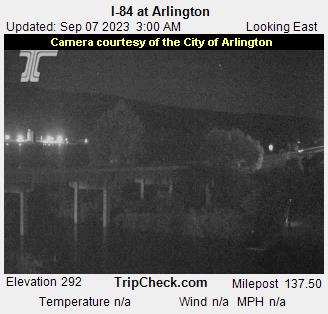 I-84 at Arlington
Updated: Sep 07 2023 3:00 AM Looking East
Camera courtesy of the City of Arlington
Elevation 292 TripCheck.com Milepost 137.50
Temperature n/a Wind n/a MPH n/a